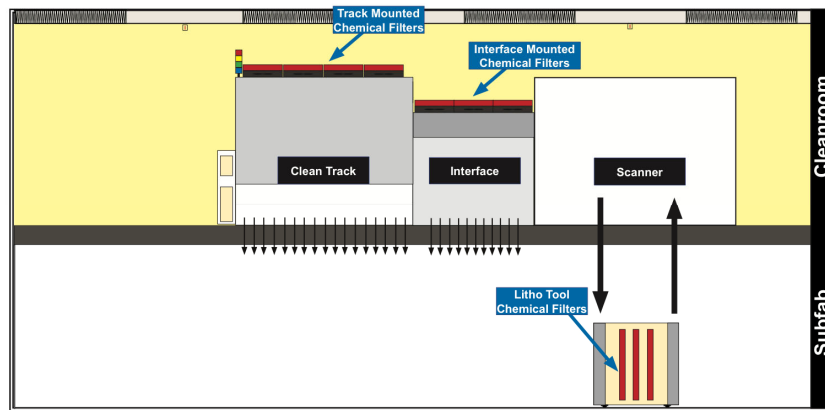 Track Mounted
Chemical Filters
Interface Mounted
Chemical Filters
Clean Track
Interface
Scanner
Cleanroom
Litho Tool
Chemical Filters
Subfab